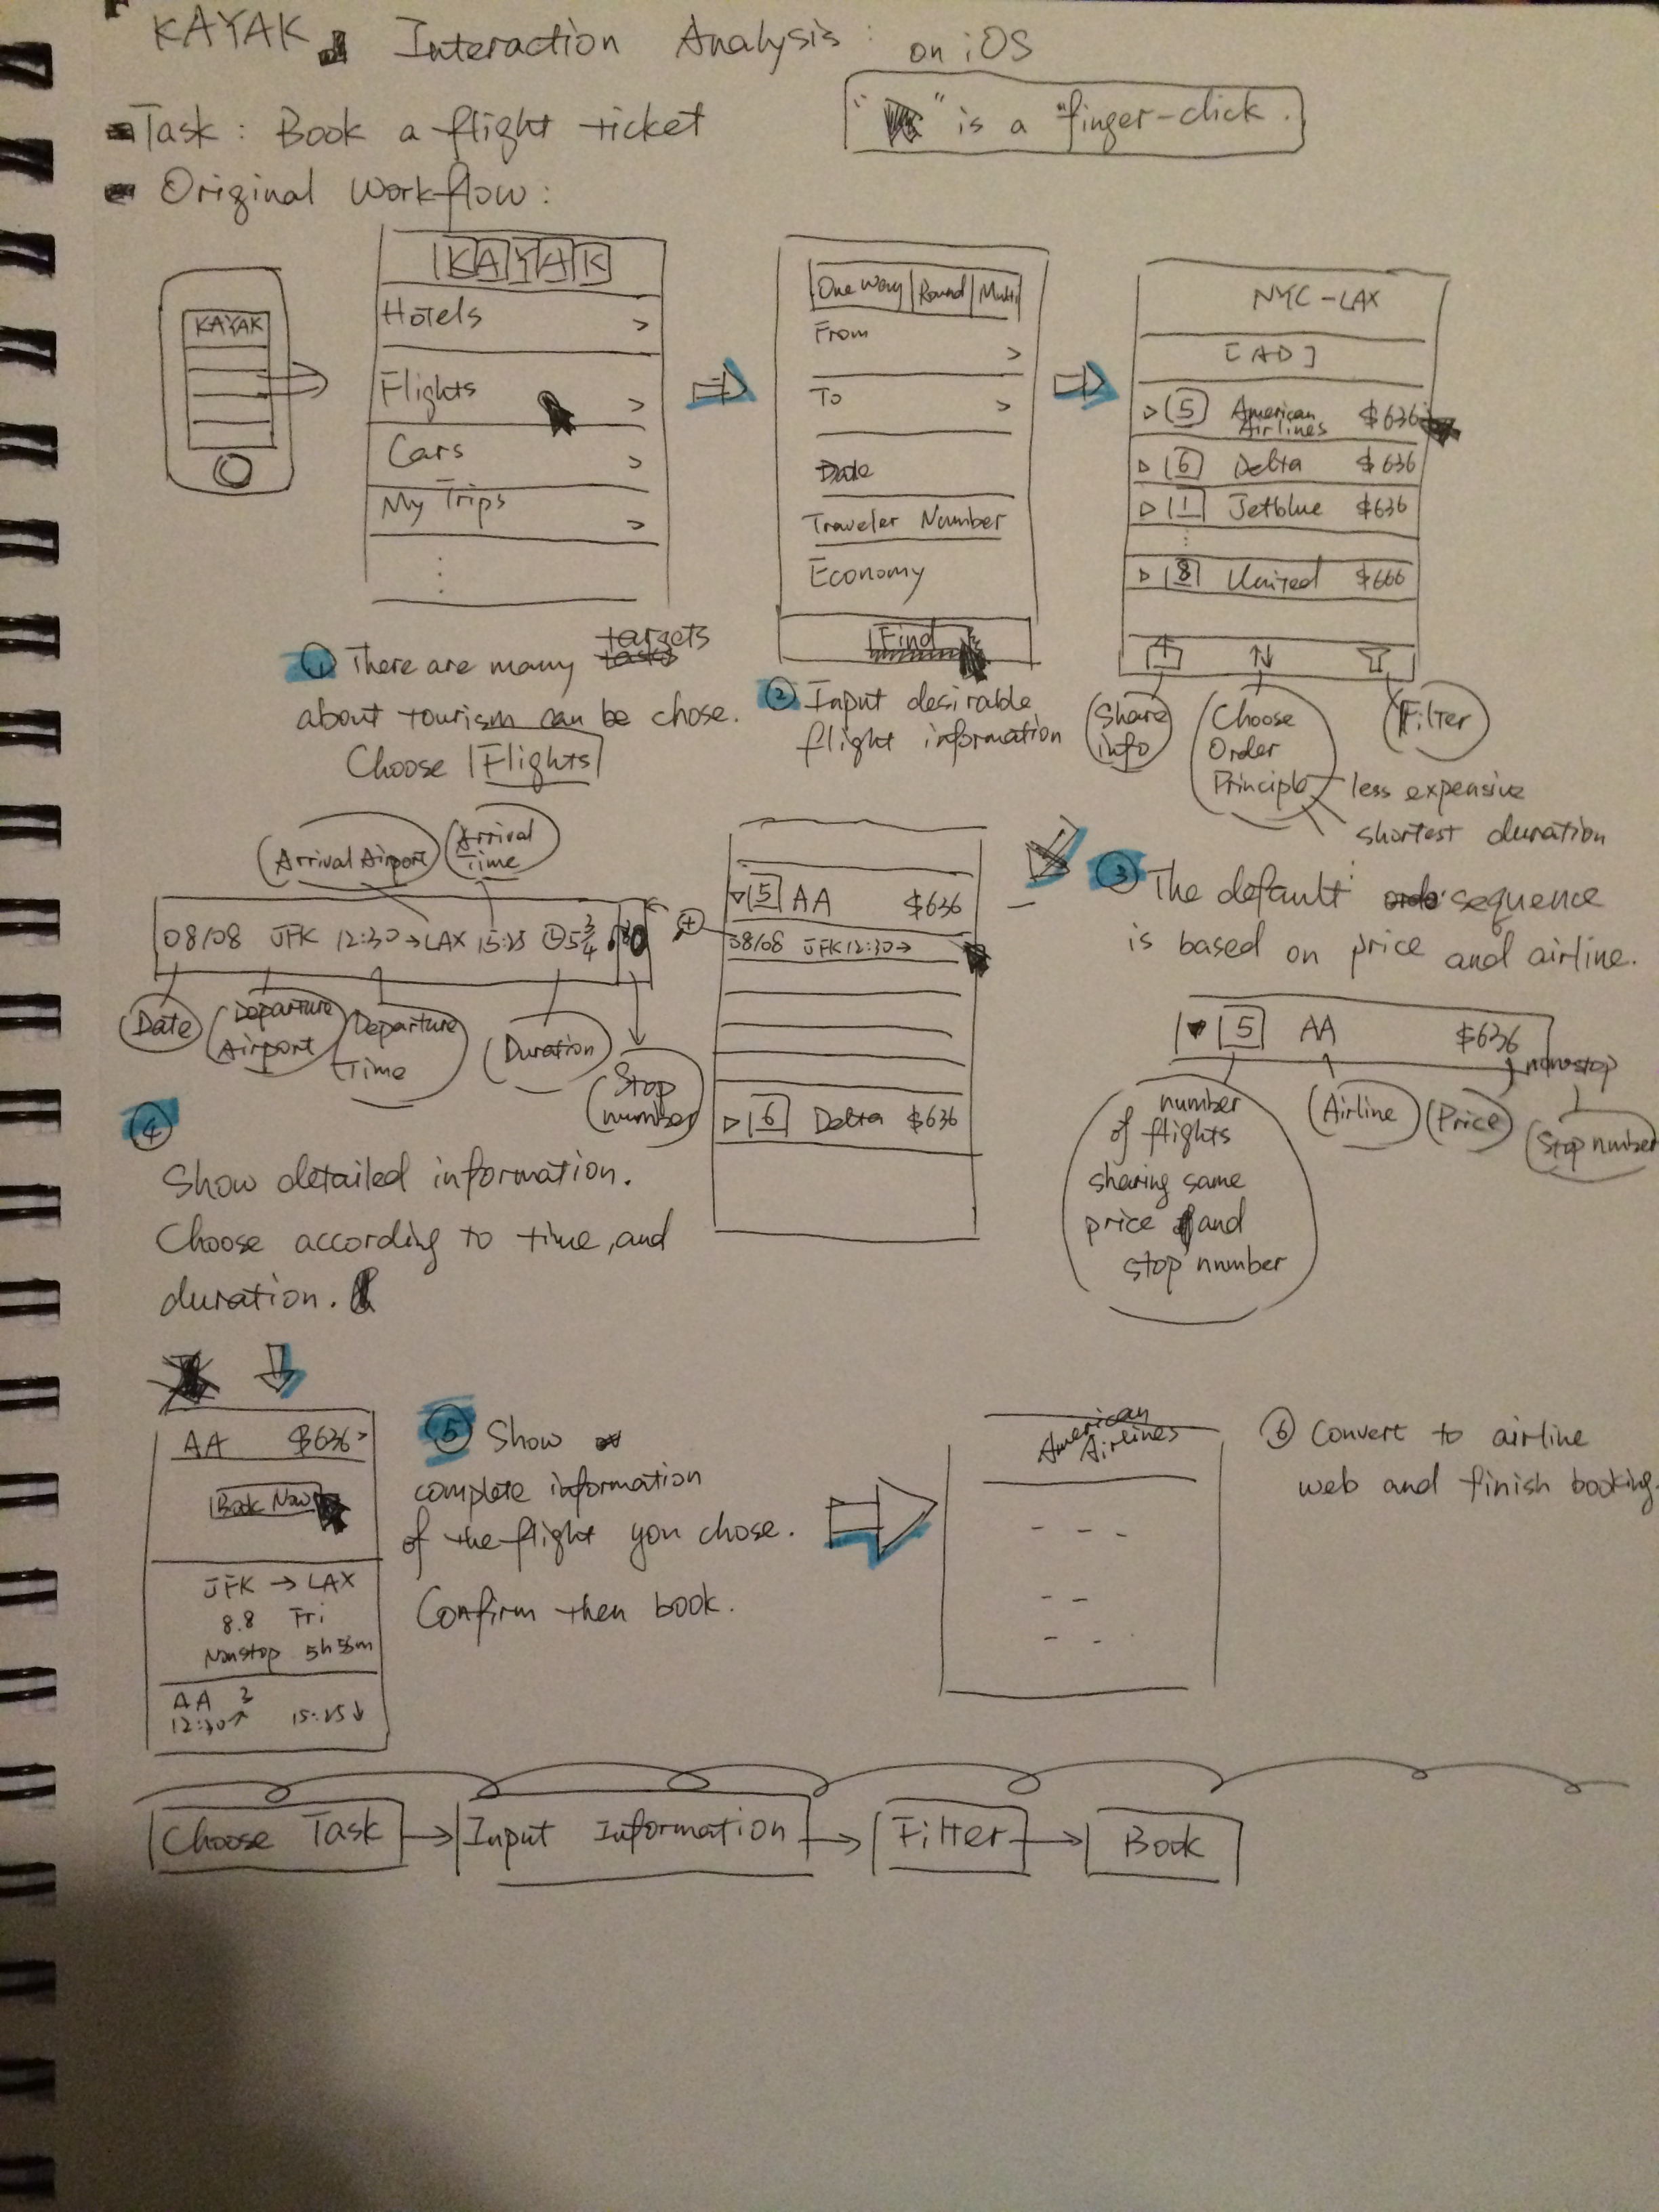 KAYAK Interaction Analysis : on iOS
Task : Book a flight ticket
" " is a "finger-click.
Original Workflow :
KAYAK
KAYAK
Hotels >
Flights >
Cars >
My Trips >
One Way Round Multi
From >
To >
Date
Traveler Number
Economy
Find
NYC-LAX
[AD]
▷ 5 American Airlines $636
▷ 6 Delta $636
▷ 1 Jetblue $636
▷ 8 United $666
① There are many targets
about tourism can be chose.
Choose Flights
② Input desirable
flight information
Share
info
Choose
Order
Principle
Filter
less expensive
shortest duration
③ The default sequence
is based on price and airline.
▾ 5 AA $636
nonstop
number
of flights
sharing same
price and
stop number
Airline
Price
Stop number
Arrival Airport
Arrival
Time
08/08 JFK 12:30→LAX 15:25 5¾ 0
Date
Departure
Airport
Departure
Time
Duration
Stop
number
▽ 5 AA $636
08/08 JFK 12:30→
▷ 6 Delta $636
④
Show detailed information.
Choose according to time, and
duration.
AA $636>
Book Now
JFK → LAX
8.8 Fri
Nonstop 5h 55m
AA 3
12:30↗ 15:25↓
⑤ Show
complete information
of the flight you chose.
Confirm then book.
American
Airlines
⑥ Convert to airline
web and finish booking.
Choose Task → Input Information → Filter → Book